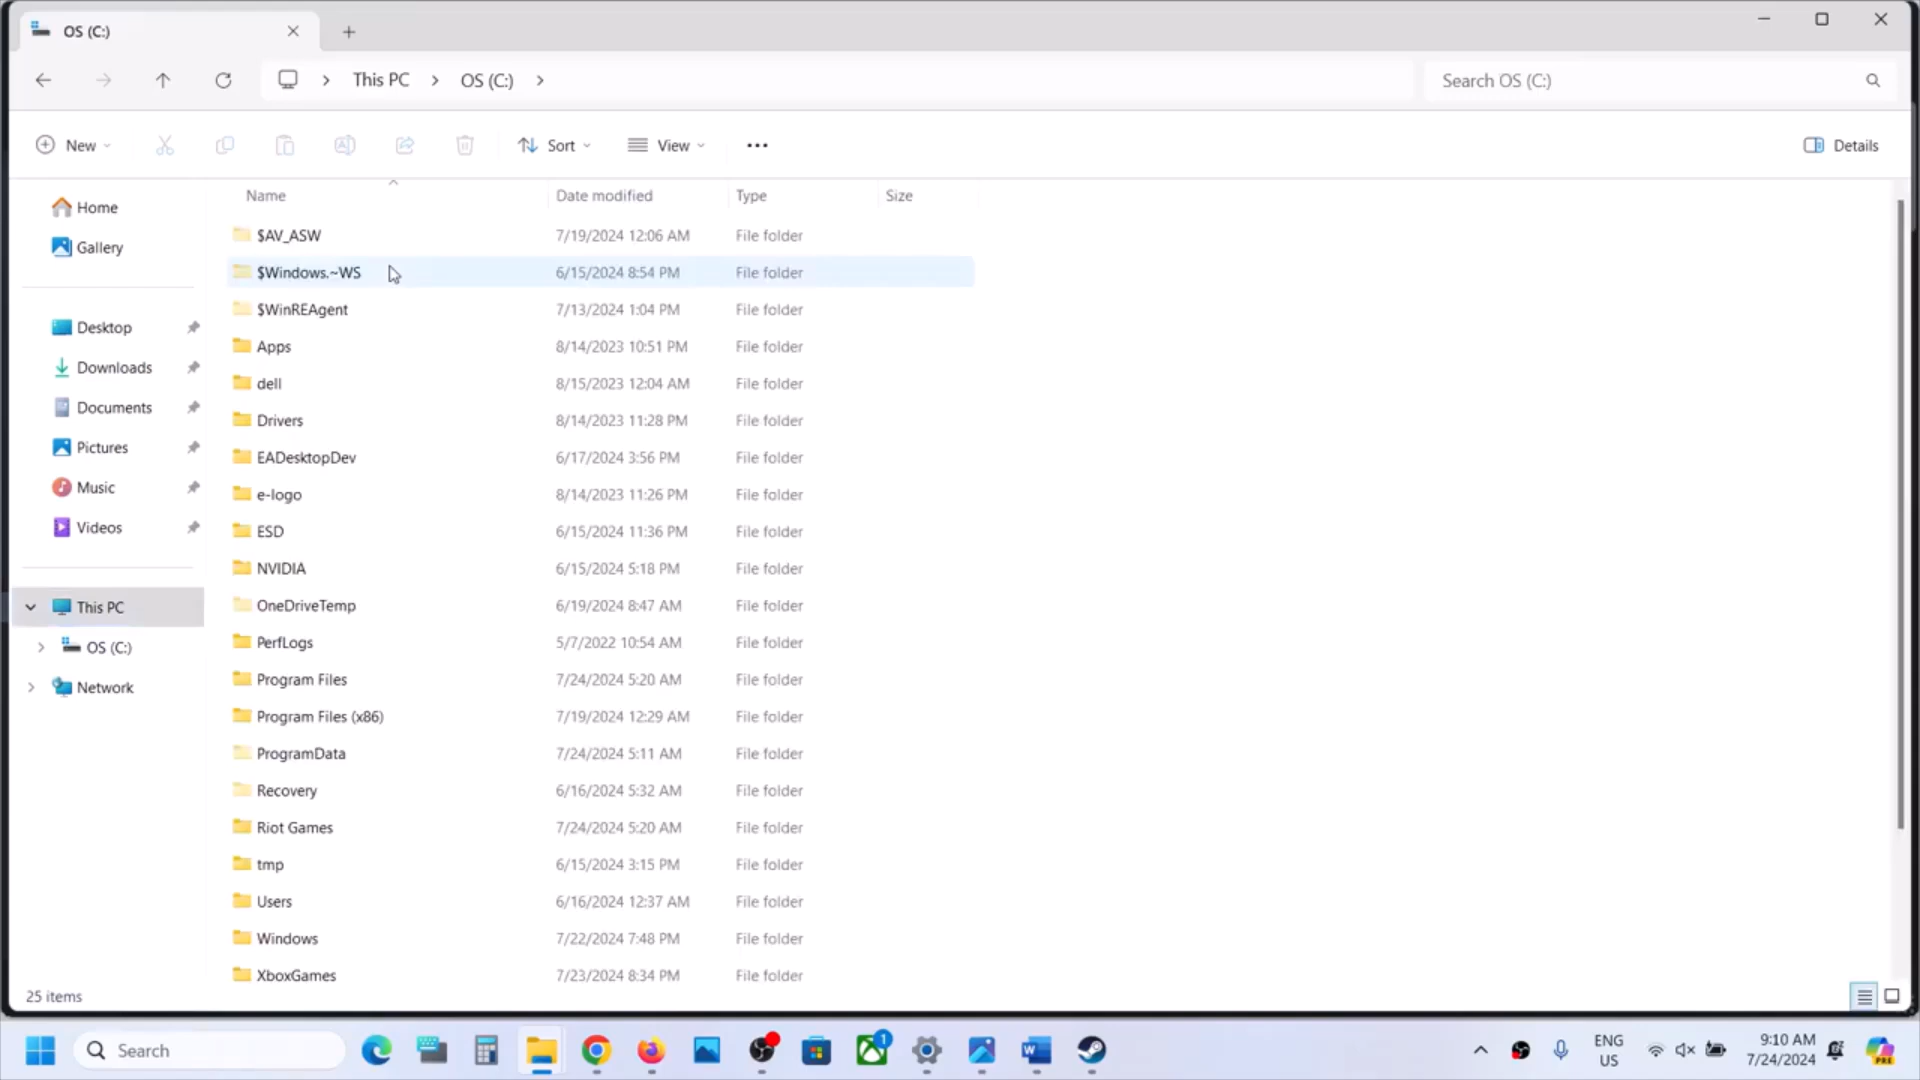 OS (C:)
This PC
OS (C:)
Search OS (C:)
New
Sort
View
Details
Name
Date modified
Type
Size
Home
Gallery
Desktop
Downloads
Documents
Pictures
Music
Videos
This PC
OS (C:)
Network
$AV_ASW 7/19/2024 12:06 AM File folder
$Windows.~WS 6/15/2024 8:54 PM File folder
$WinREAgent 7/13/2024 1:04 PM File folder
Apps 8/14/2023 10:51 PM File folder
dell 8/15/2023 12:04 AM File folder
Drivers 8/14/2023 11:28 PM File folder
EADesktopDev 6/17/2024 3:56 PM File folder
e-logo 8/14/2023 11:26 PM File folder
ESD 6/15/2024 11:36 PM File folder
NVIDIA 6/15/2024 5:18 PM File folder
OneDriveTemp 6/19/2024 8:47 AM File folder
PerfLogs 5/7/2022 10:54 AM File folder
Program Files 7/24/2024 5:20 AM File folder
Program Files (x86) 7/19/2024 12:29 AM File folder
ProgramData 7/24/2024 5:11 AM File folder
Recovery 6/16/2024 5:32 AM File folder
Riot Games 7/24/2024 5:20 AM File folder
tmp 6/15/2024 3:15 PM File folder
Users 6/16/2024 12:37 AM File folder
Windows 7/22/2024 7:48 PM File folder
XboxGames 7/23/2024 8:34 PM File folder
25 items
Search
1
ENG
US
9:10 AM
7/24/2024
PRE